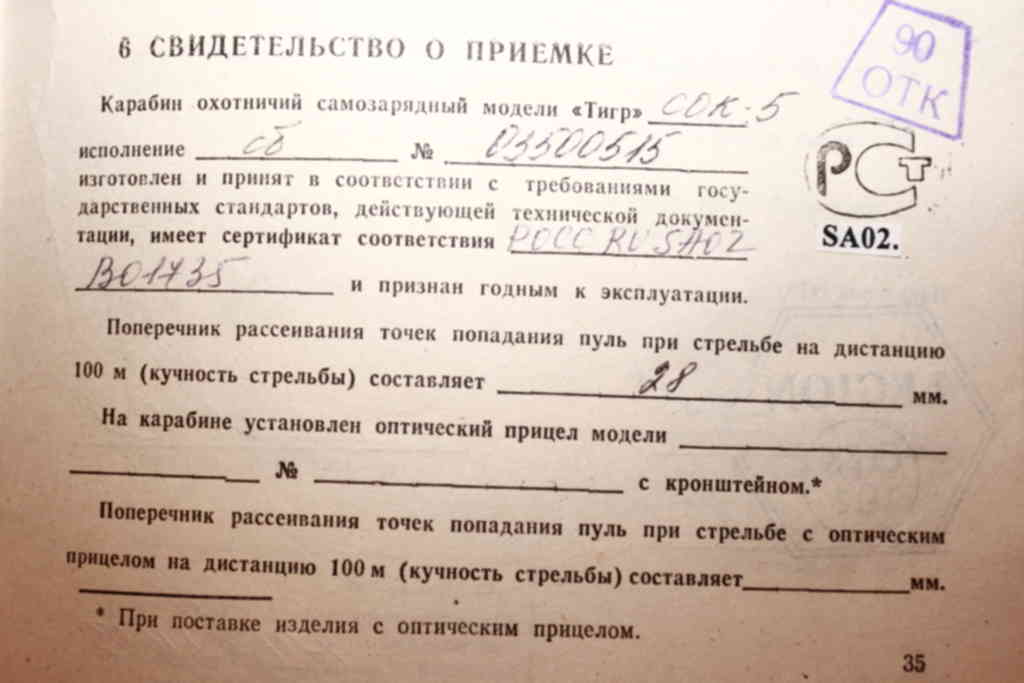 6 СВИДЕТЕЛЬСТВО О ПРИЕМКЕ
90
ОТК
Карабин охотничий самозарядный модели «Тигр» СОК-5
исполнение сб № 03500515
РСТ
изготовлен и принят в соответствии с требованиями госу-
дарственных стандартов, действующей технической докумен-
тации, имеет сертификат соответствия РОСС RU SA02
SA02.
В01735 и признан годным к эксплуатации.
Поперечник рассеивания точек попадания пуль при стрельбе на дистанцию
100 м (кучность стрельбы) составляет 28 мм.
На карабине установлен оптический прицел модели
№ с кронштейном.*
Поперечник рассеивания точек попадания пуль при стрельбе с оптическим
прицелом на дистанцию 100 м (кучность стрельбы) составляет мм.
* При поставке изделия с оптическим прицелом.
35